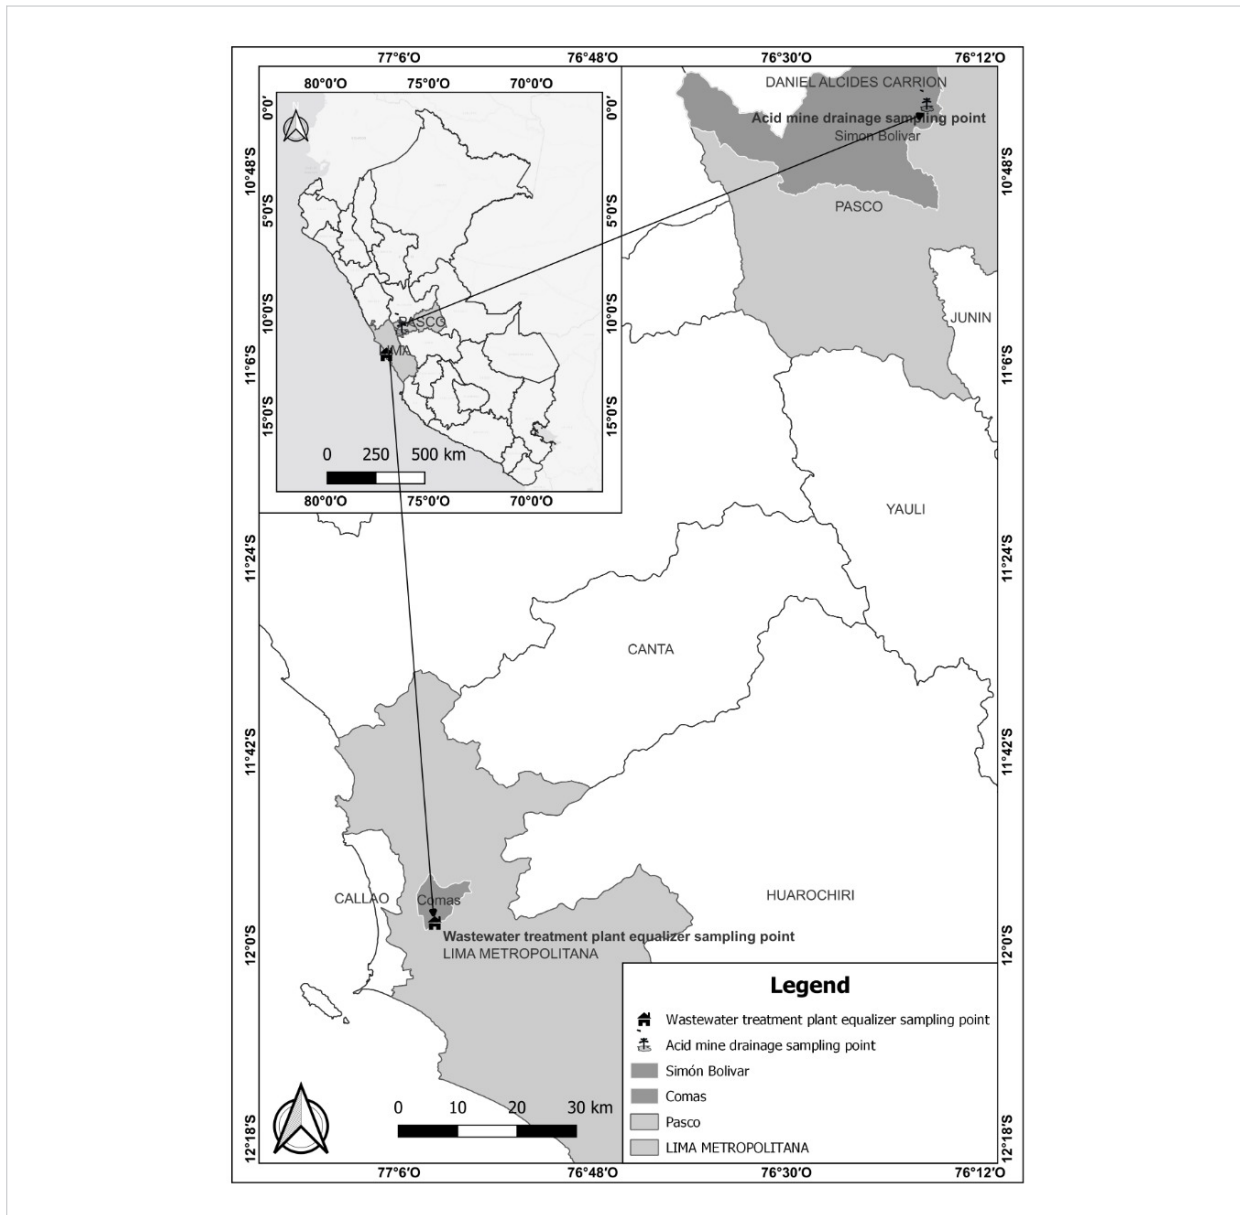 77°6'O 76°48'O 76°30'O 76°12'O
80°0'O 75°0'O 70°0'O
0°0' 0°0'
5°0'S 5°0'S
10°0'S 10°0'S
15°0'S 15°0'S
PASCO
LIMA
0 250 500 km
80°0'O 75°0'O 70°0'O
10°48'S 10°48'S
11°6'S 11°6'S
11°24'S 11°24'S
11°42'S 11°42'S
12°0'S 12°0'S
12°18'S 12°18'S
DANIEL ALCIDES CARRION
Acid mine drainage sampling point
Simon Bolivar
PASCO
JUNIN
YAULI
CANTA
HUAROCHIRI
CALLAO
Comas
Wastewater treatment plant equalizer sampling point
LIMA METROPOLITANA
Legend
Wastewater treatment plant equalizer sampling point
Acid mine drainage sampling point
Simón Bolivar
Comas
Pasco
LIMA METROPOLITANA
0 10 20 30 km
77°6'O 76°48'O 76°30'O 76°12'O